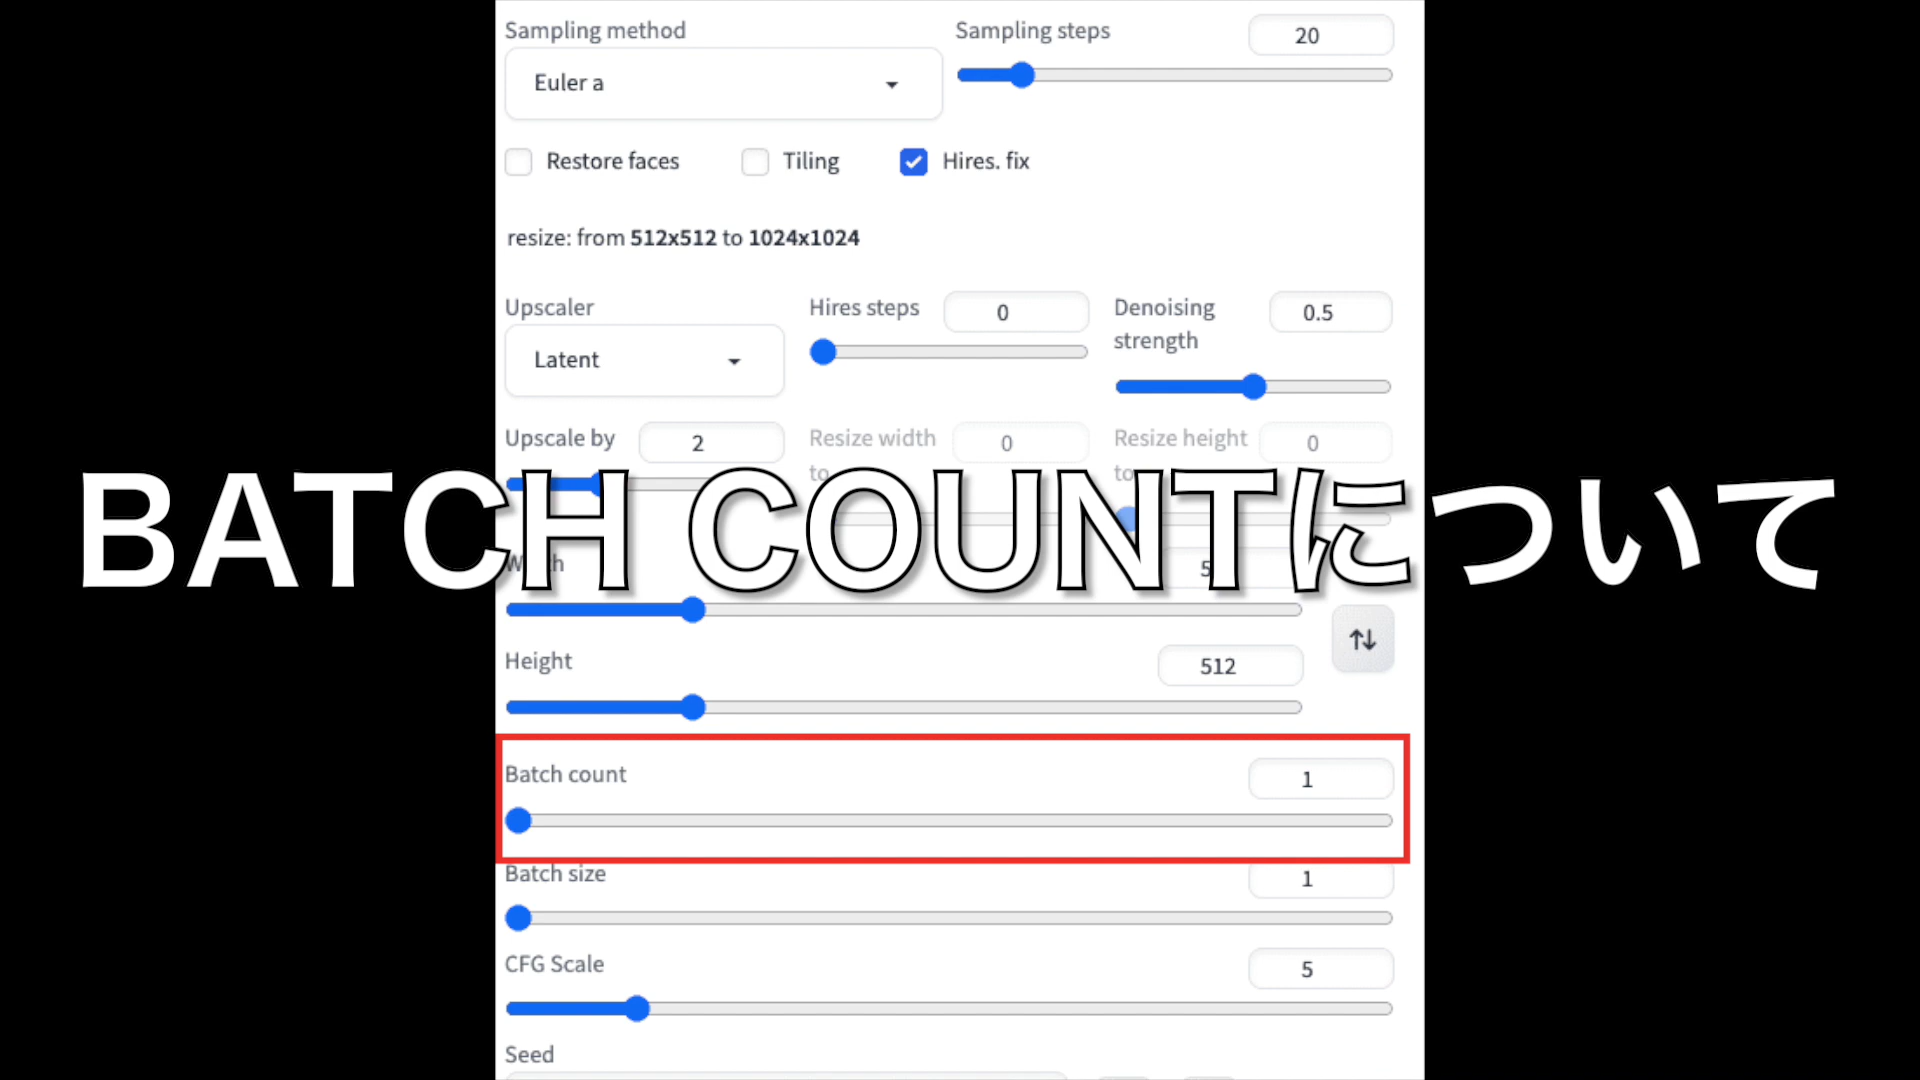 Sampling method
Euler a
Sampling steps 20
Restore faces Tiling Hires. fix
resize: from 512x512 to 1024x1024
Upscaler
Latent
Hires steps 0
Denoising strength 0.5
Upscale by 2
Resize width to 0
Resize height to 0
BATCH COUNTについて
Height 512
Batch count 1
Batch size 1
CFG Scale 5
Seed